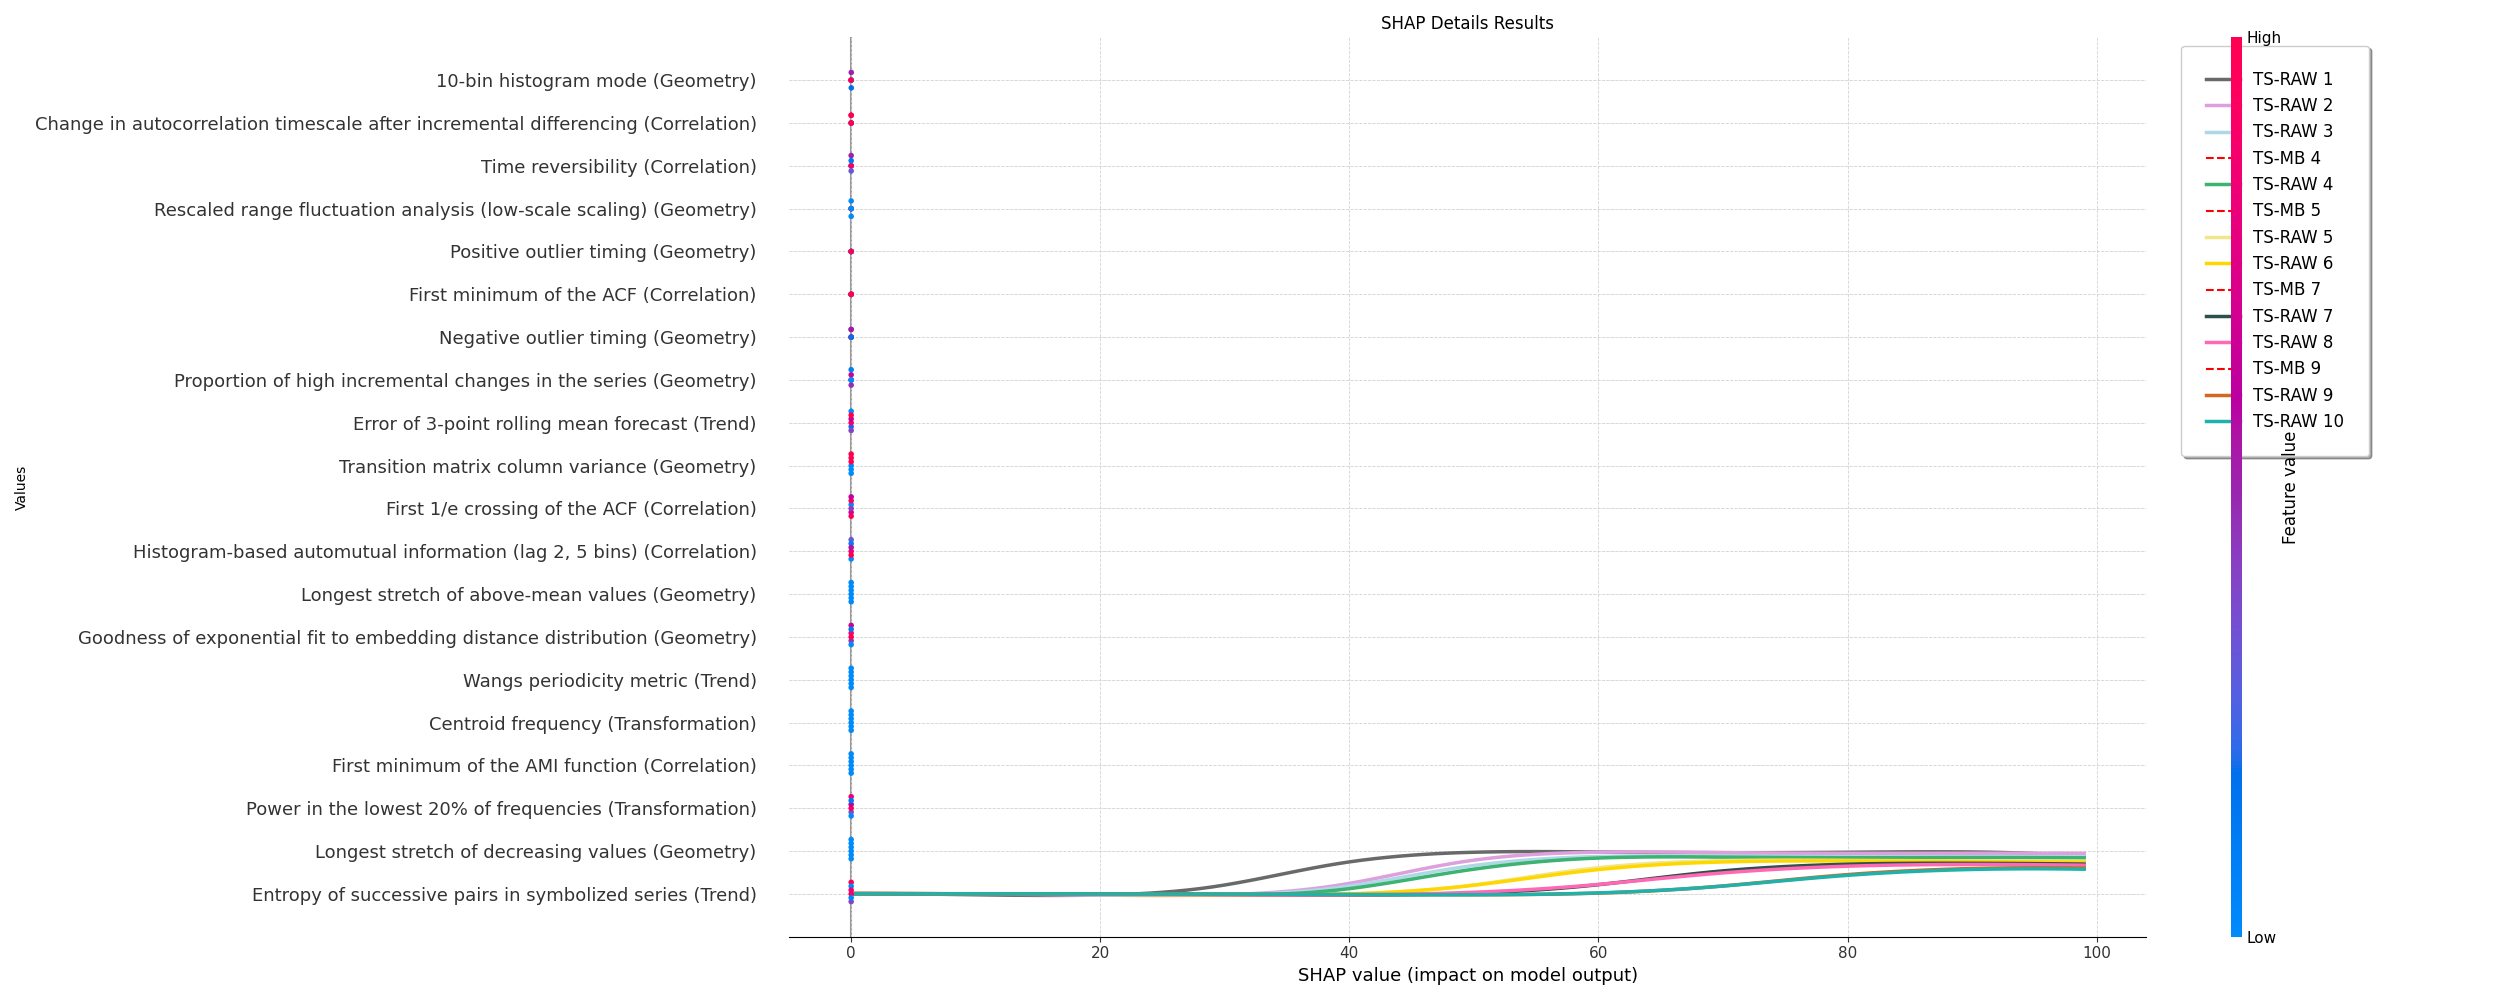 SHAP Details Results
10-bin histogram mode (Geometry)
Change in autocorrelation timescale after incremental differencing (Correlation)
Time reversibility (Correlation)
Rescaled range fluctuation analysis (low-scale scaling) (Geometry)
Positive outlier timing (Geometry)
First minimum of the ACF (Correlation)
Negative outlier timing (Geometry)
Proportion of high incremental changes in the series (Geometry)
Error of 3-point rolling mean forecast (Trend)
Transition matrix column variance (Geometry)
First 1/e crossing of the ACF (Correlation)
Histogram-based automutual information (lag 2, 5 bins) (Correlation)
Longest stretch of above-mean values (Geometry)
Goodness of exponential fit to embedding distance distribution (Geometry)
Wangs periodicity metric (Trend)
Centroid frequency (Transformation)
First minimum of the AMI function (Correlation)
Power in the lowest 20% of frequencies (Transformation)
Longest stretch of decreasing values (Geometry)
Entropy of successive pairs in symbolized series (Trend)
Values
0 20 40 60 80 100
SHAP value (impact on model output)
High
TS-RAW 1
TS-RAW 2
TS-RAW 3
TS-MB 4
TS-RAW 4
TS-MB 5
TS-RAW 5
TS-RAW 6
TS-MB 7
TS-RAW 7
TS-RAW 8
TS-MB 9
TS-RAW 9
TS-RAW 10
Feature value
Low